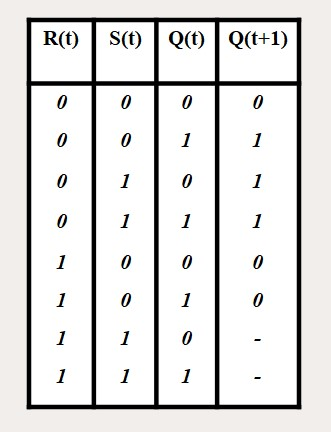 R(t) S(t) Q(t) Q(t+1)
0 0 0 0
0 0 1 1
0 1 0 1
0 1 1 1
1 0 0 0
1 0 1 0
1 1 0 -
1 1 1 -